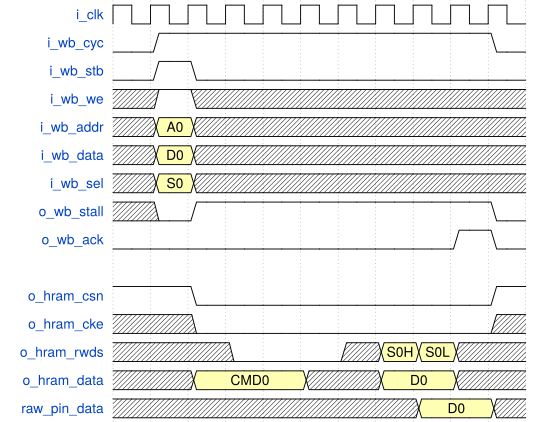 i_clk
i_wb_cyc
i_wb_stb
i_wb_we
i_wb_addr A0
i_wb_data D0
i_wb_sel S0
o_wb_stall
o_wb_ack
o_hram_csn
o_hram_cke
o_hram_rwds S0H S0L
o_hram_data CMD0 D0
raw_pin_data D0